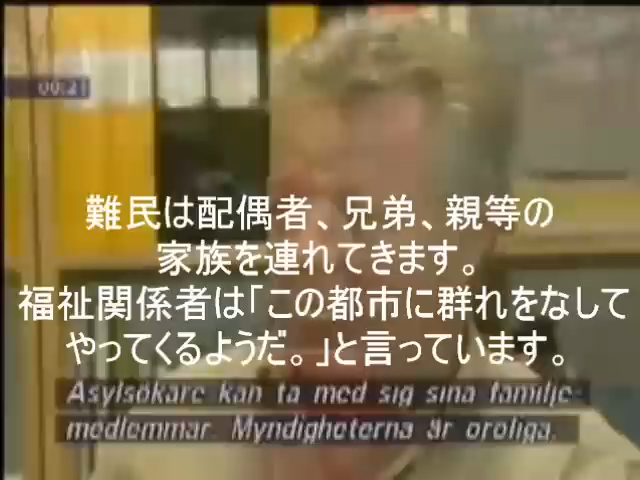 00:21
難民は配偶者、兄弟、親等の
家族を連れてきます。
福祉関係者は「この都市に群れをなして
やってくるようだ。」と言っています。
Asylsökare kan ta med sig sina familje-
medlemmar. Myndigheterna är oroliga.